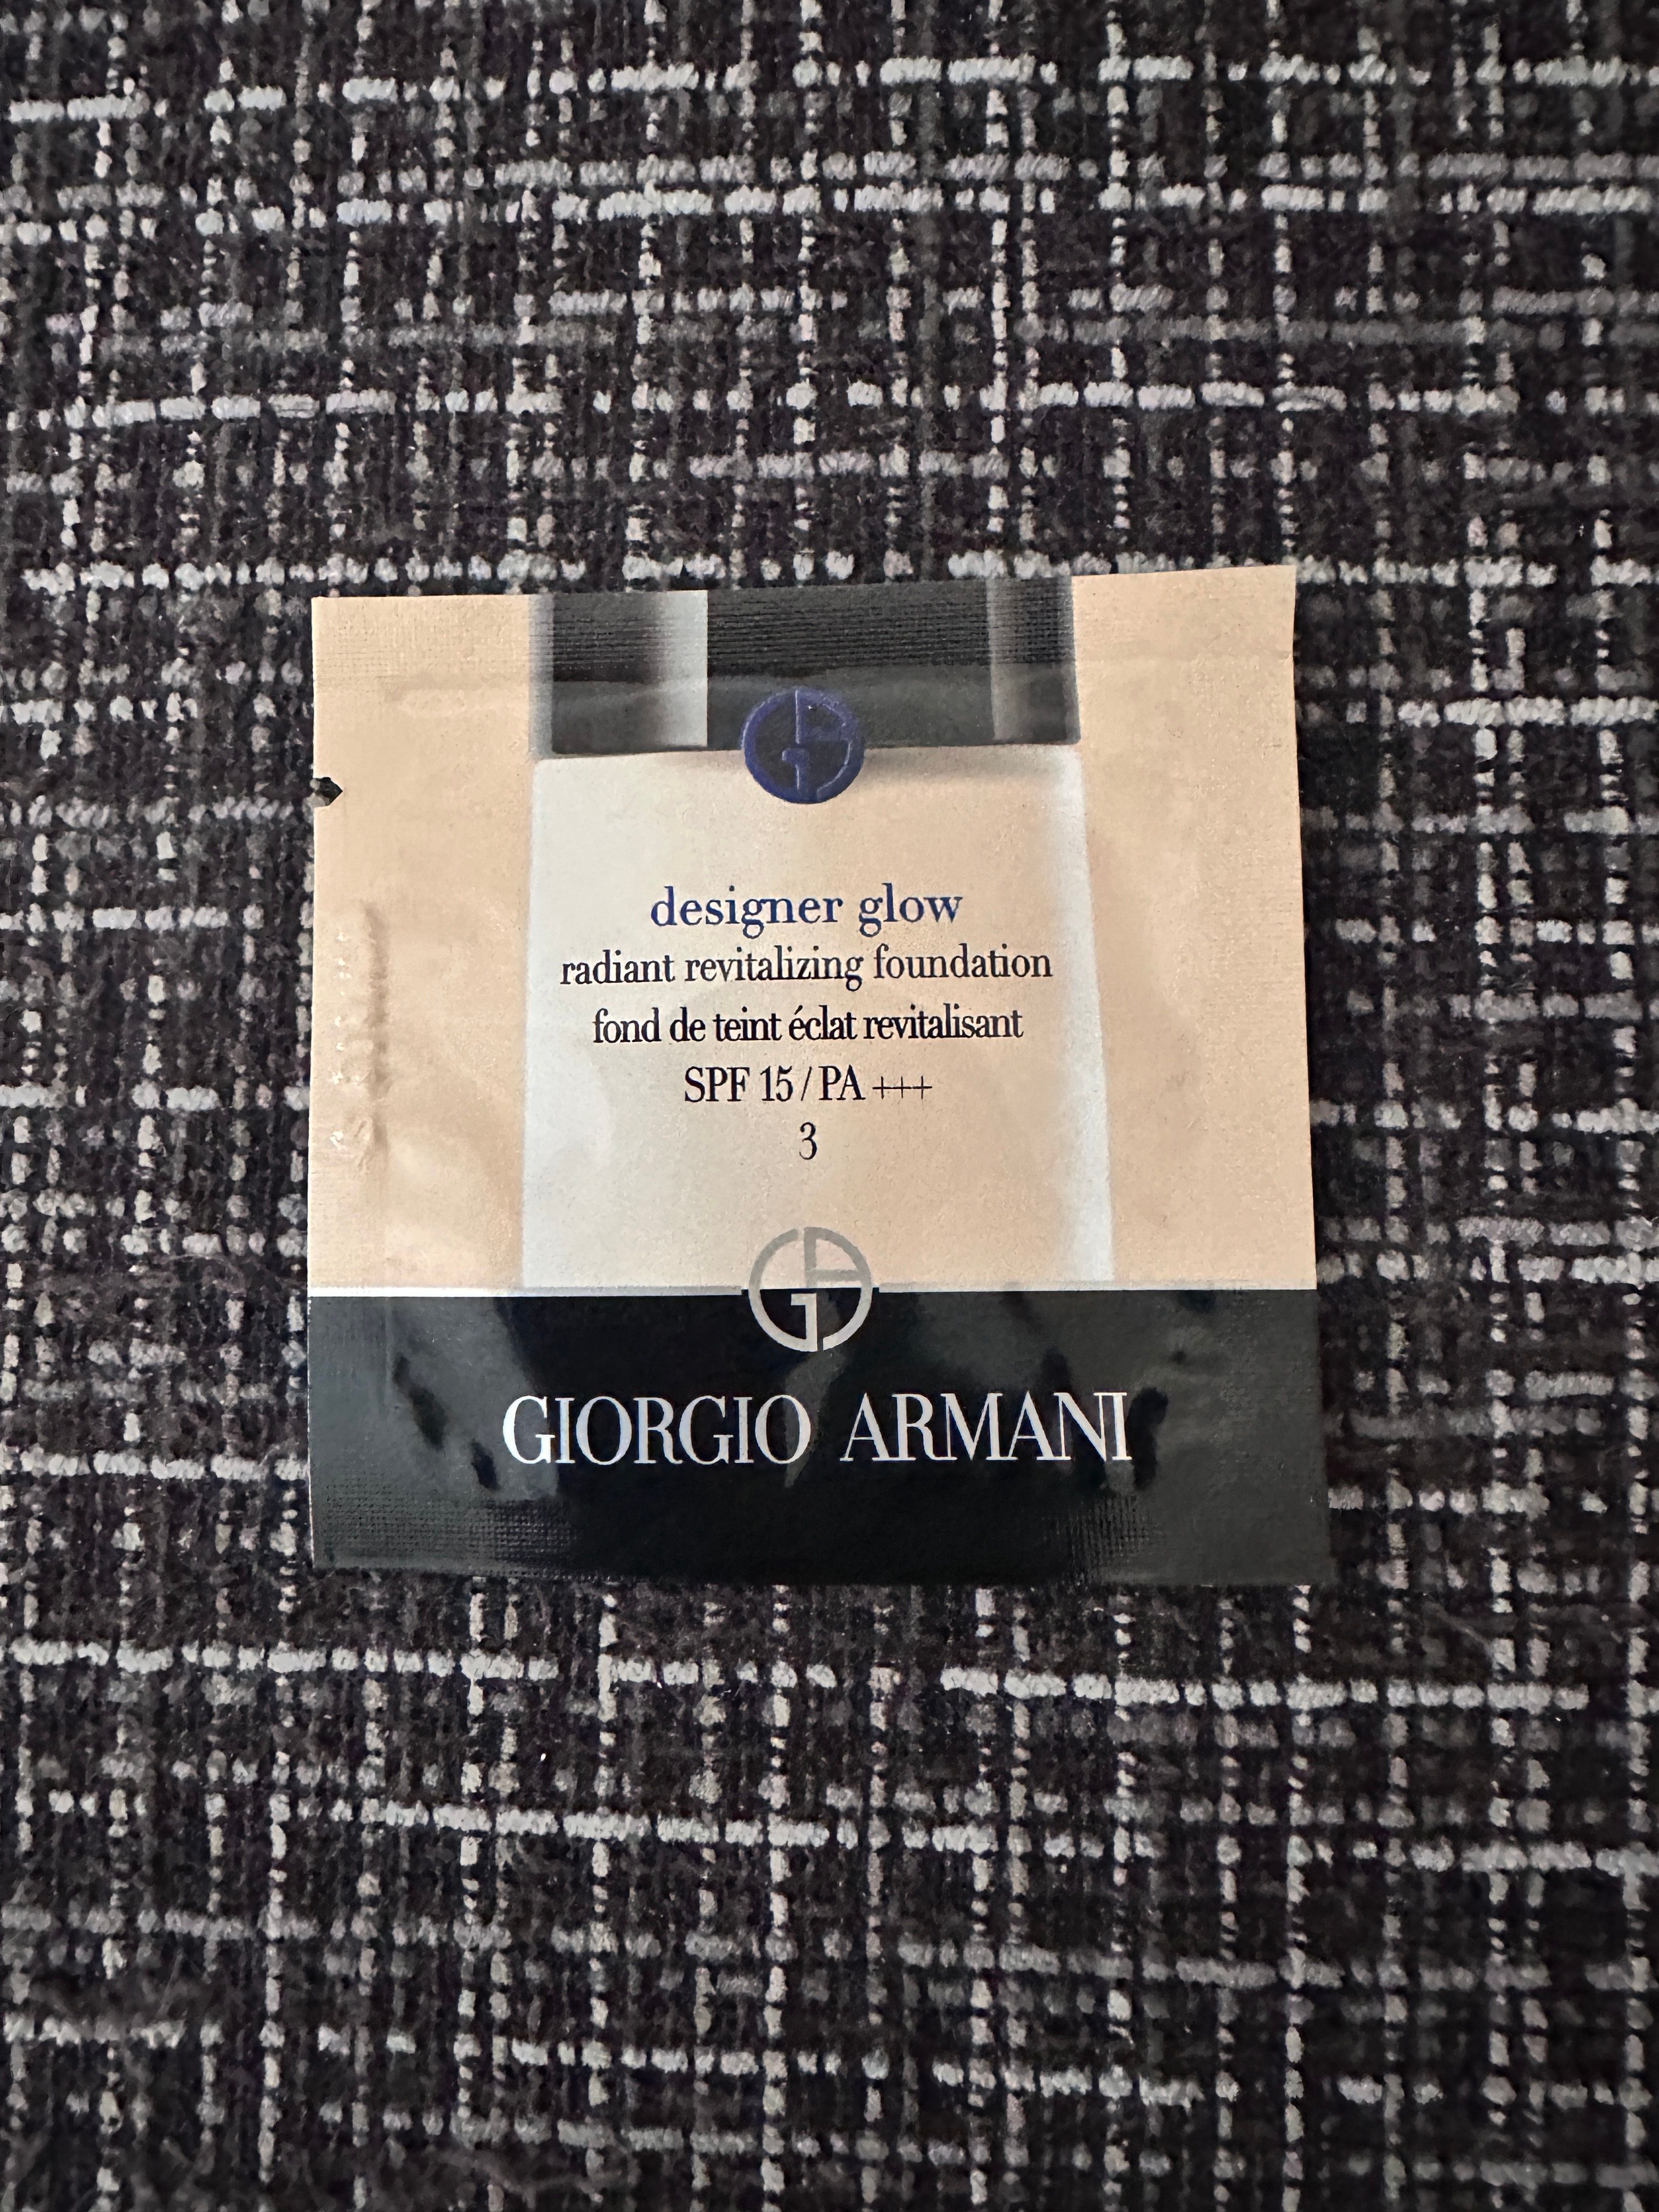 designer glow
radiant revitalizing foundation
fond de teint éclat revitalisant
SPF 15 / PA +++
3
GIORGIO ARMANI